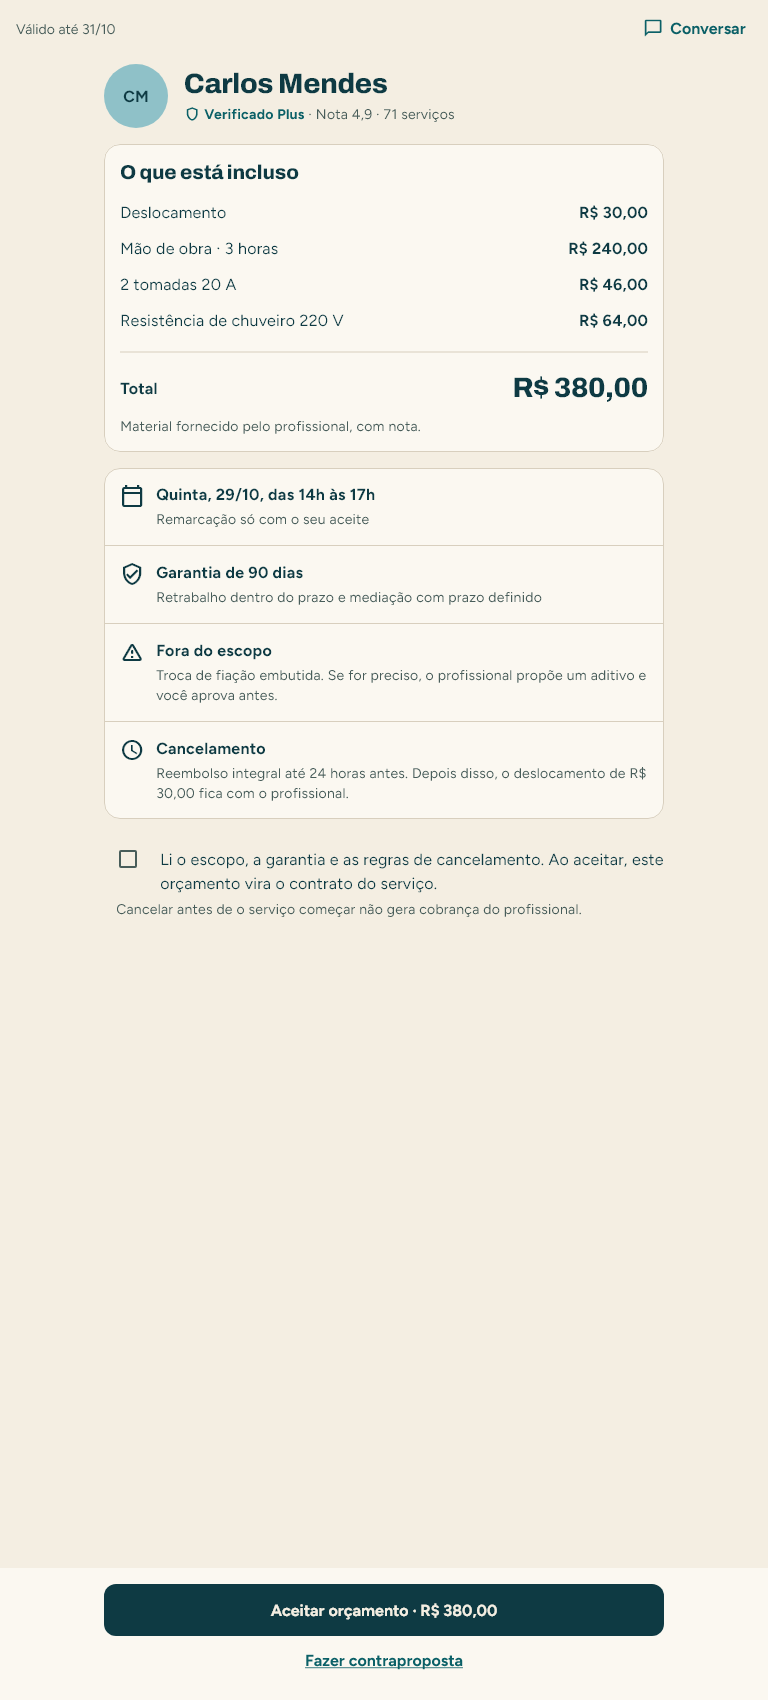 Válido até 31/10
Conversar
CM
Carlos Mendes
Verificado Plus · Nota 4,9 · 71 serviços
O que está incluso
Deslocamento R$ 30,00
Mão de obra · 3 horas R$ 240,00
2 tomadas 20 A R$ 46,00
Resistência de chuveiro 220 V R$ 64,00
Total R$ 380,00
Material fornecido pelo profissional, com nota.
Quinta, 29/10, das 14h às 17h
Remarcação só com o seu aceite
Garantia de 90 dias
Retrabalho dentro do prazo e mediação com prazo definido
Fora do escopo
Troca de fiação embutida. Se for preciso, o profissional propõe um aditivo e
você aprova antes.
Cancelamento
Reembolso integral até 24 horas antes. Depois disso, o deslocamento de R$
30,00 fica com o profissional.
Li o escopo, a garantia e as regras de cancelamento. Ao aceitar, este
orçamento vira o contrato do serviço.
Cancelar antes de o serviço começar não gera cobrança do profissional.
Aceitar orçamento · R$ 380,00
Fazer contraproposta